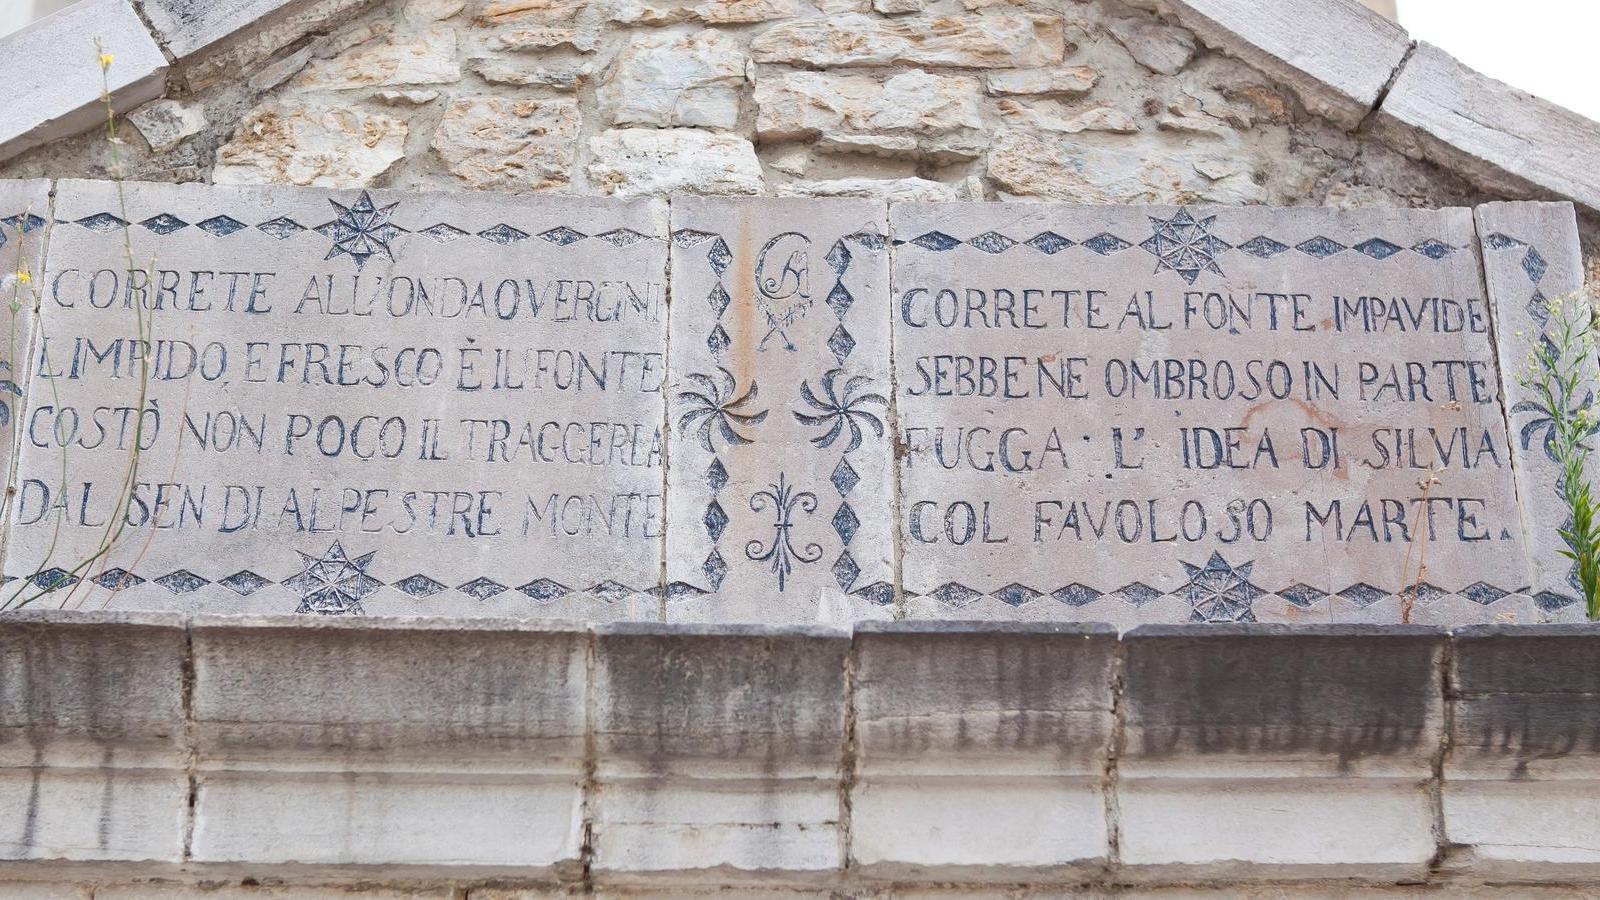 CORRETE ALL'ONDA O VERGNI
LIMPIDO, E FRESCO È IL FONTE
COSTÒ NON POCO IL TRAGGERLA
DAL SEN DI ALPESTRE MONTE
CORRETE AL FONTE IMPAVIDE
SEBBENE OMBROSO IN PARTE
FUGGA L' IDEA DI SILVIA
COL FAVOLOSO MARTE.